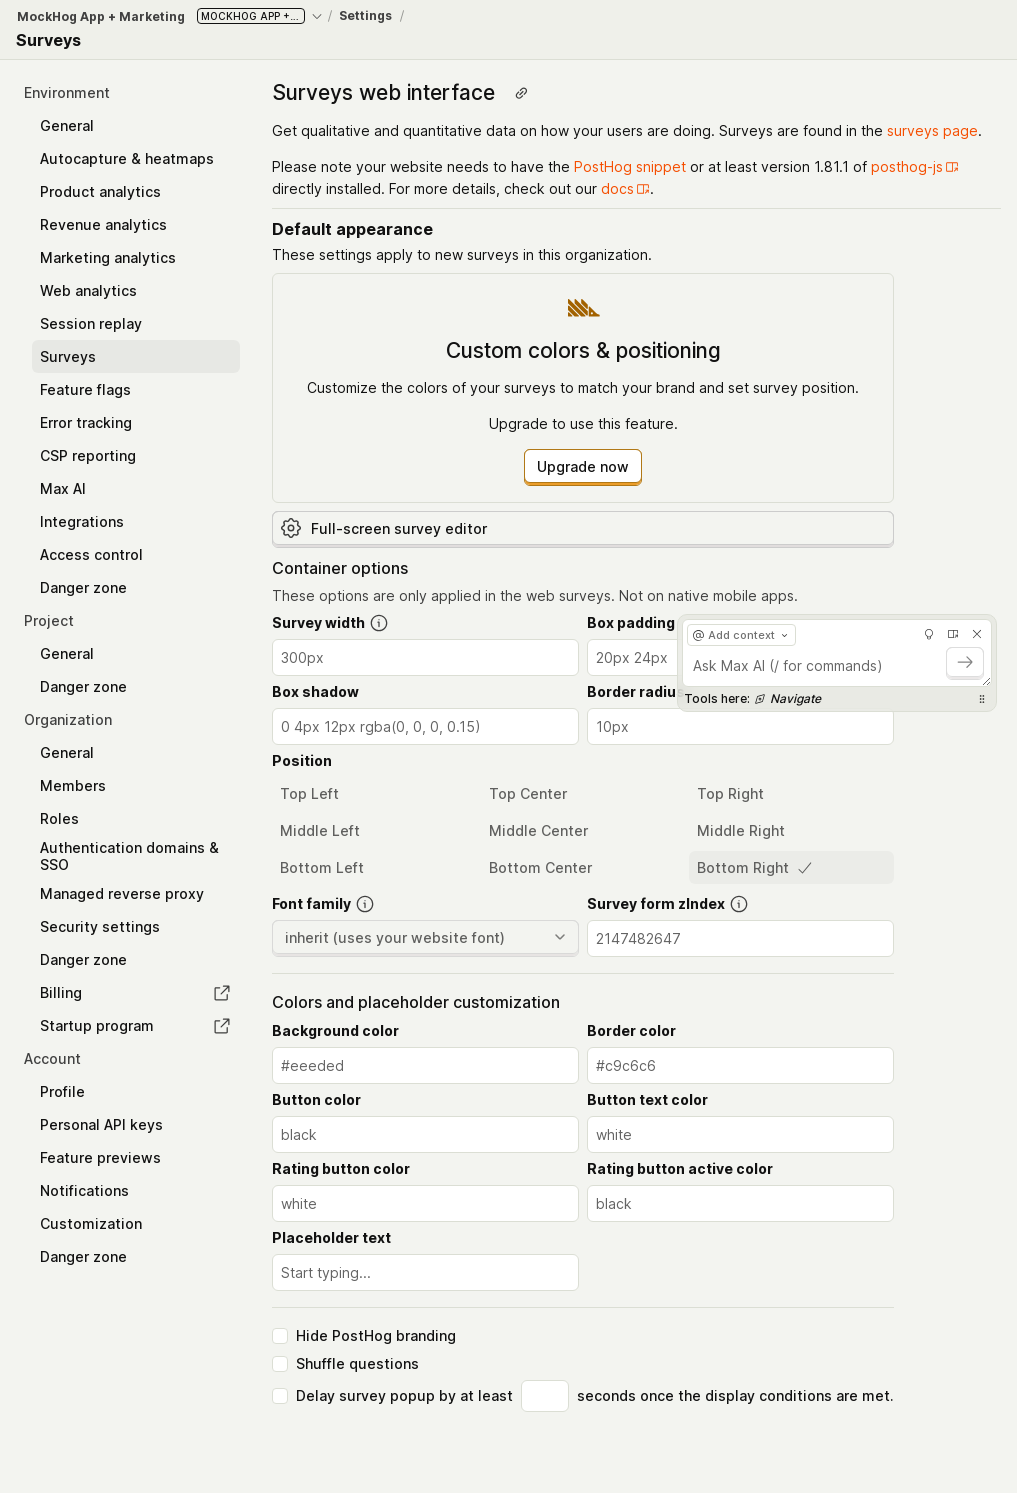 MockHog App + Marketing
MOCKHOG APP +...
/
Settings
/
Surveys
Environment
General
Autocapture & heatmaps
Product analytics
Revenue analytics
Marketing analytics
Web analytics
Session replay
Surveys
Feature flags
Error tracking
CSP reporting
Max AI
Integrations
Access control
Danger zone
Project
General
Danger zone
Organization
General
Members
Roles
Authentication domains &
SSO
Managed reverse proxy
Security settings
Danger zone
Billing
Startup program
Account
Profile
Personal API keys
Feature previews
Notifications
Customization
Danger zone
Surveys web interface
Get qualitative and quantitative data on how your users are doing. Surveys are found in the surveys page.
Please note your website needs to have the PostHog snippet or at least version 1.81.1 of posthog-js
directly installed. For more details, check out our docs.
Default appearance
These settings apply to new surveys in this organization.
Custom colors & positioning
Customize the colors of your surveys to match your brand and set survey position.
Upgrade to use this feature.
Upgrade now
Full-screen survey editor
Container options
These options are only applied in the web surveys. Not on native mobile apps.
Survey width
Box padding
300px
20px 24px
Box shadow
Border radius
0 4px 12px rgba(0, 0, 0, 0.15)
10px
@ Add context
Ask Max AI (/ for commands)
Tools here: Navigate
Position
Top Left
Top Center
Top Right
Middle Left
Middle Center
Middle Right
Bottom Left
Bottom Center
Bottom Right
Font family
Survey form zIndex
inherit (uses your website font)
2147482647
Colors and placeholder customization
Background color
Border color
#eeeded
#c9c6c6
Button color
Button text color
black
white
Rating button color
Rating button active color
white
black
Placeholder text
Start typing...
Hide PostHog branding
Shuffle questions
Delay survey popup by at least
seconds once the display conditions are met.